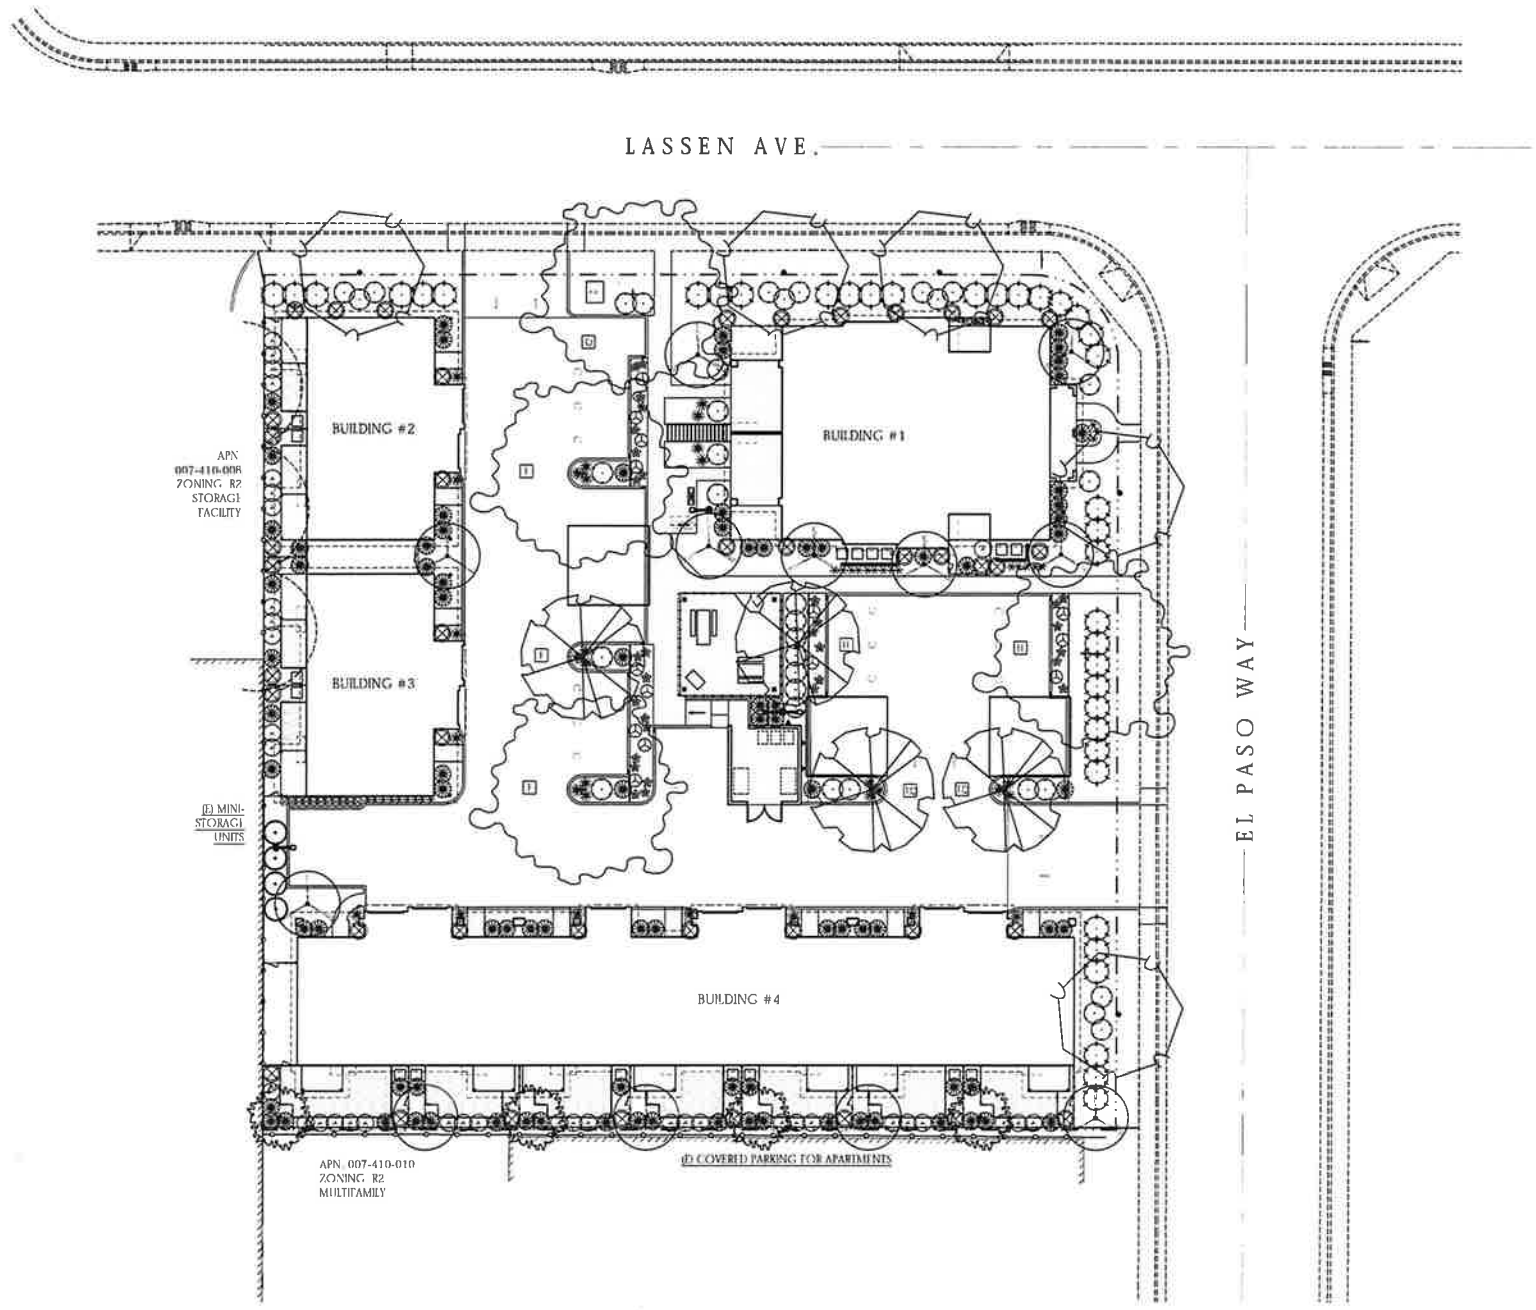 LASSEN AVE.
BUILDING #2
BUILDING #1
APN
007-410-008
ZONING R2
STORAGE
FACILITY
BUILDING #3
EL PASO WAY
(E) MINI-
STORAGE
UNITS
BUILDING #4
(E) COVERED PARKING FOR APARTMENTS
APN 007-410-010
ZONING R2
MULTIFAMILY